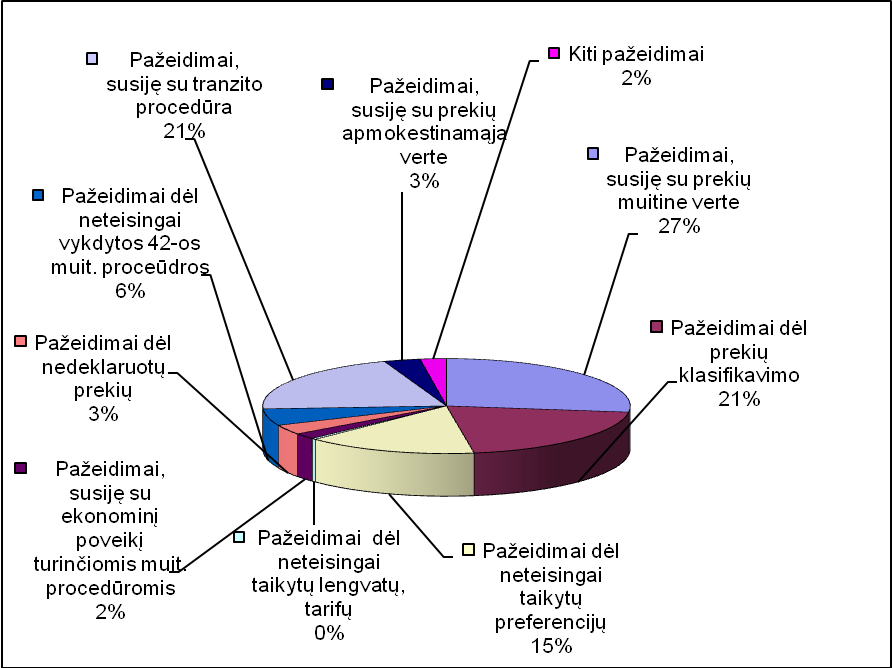 Pažeidimai,
susiję su tranzito
procedūra
21%
Pažeidimai,
susiję su prekių
apmokestinamąja
verte
3%
Kiti pažeidimai
2%
Pažeidimai,
susiję su prekių
muitine verte
27%
Pažeidimai dėl
neteisingai
vykdytos 42-os
muit. proceūdros
6%
Pažeidimai dėl
prekių
klasifikavimo
21%
Pažeidimai dėl
nedeklaruotų
prekių
3%
Pažeidimai,
susiję su
ekonominį
poveikį
turinčiomis muit.
procedūromis
2%
Pažeidimai dėl
neteisingai
taikytų lengvatų,
tarifų
0%
Pažeidimai dėl
neteisingai
taikytų
preferencijų
15%